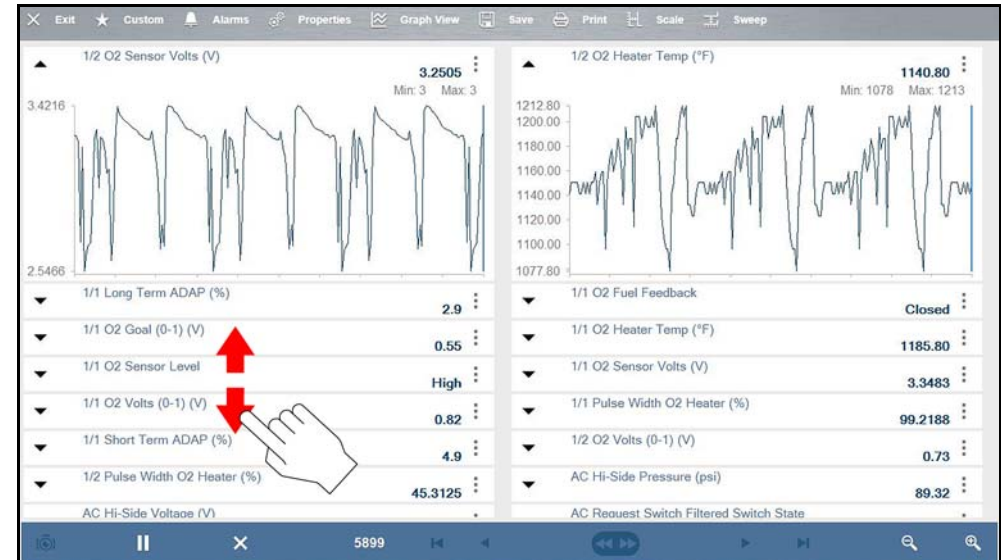 Exit Custom Alarms Properties Graph View Save Print Scale Sweep
1/2 O2 Sensor Volts (V)
3.2505
Min: 3 Max: 3
3.4216
2.5466
1/2 O2 Heater Temp (°F)
1140.80
Min: 1078 Max: 1213
1212.80
1200.00
1180.00
1160.00
1140.00
1120.00
1100.00
1077.80
1/1 Long Term ADAP (%)
2.9
1/1 O2 Fuel Feedback
Closed
1/1 O2 Goal (0-1) (V)
0.55
1/1 O2 Heater Temp (°F)
1185.80
1/1 O2 Sensor Level
High
1/1 O2 Sensor Volts (V)
3.3483
1/1 O2 Volts (0-1) (V)
0.82
1/1 Pulse Width O2 Heater (%)
99.2188
1/1 Short Term ADAP (%)
4.9
1/2 O2 Volts (0-1) (V)
0.73
1/2 Pulse Width O2 Heater (%)
45.3125
AC Hi-Side Pressure (psi)
89.32
AC Hi-Side Voltage (V)
AC Request Switch Filtered Switch State
5899